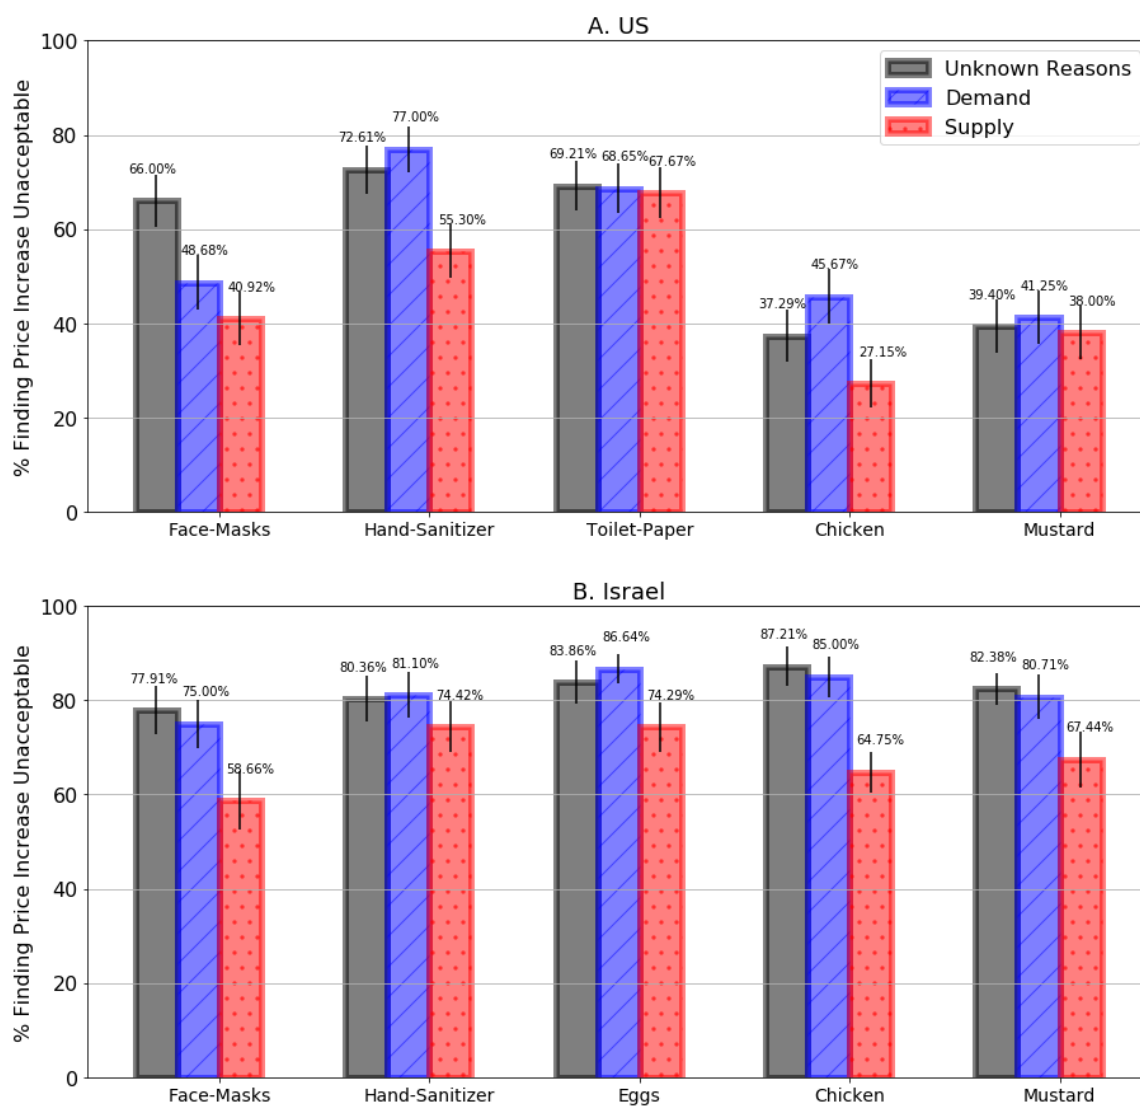 A. US
% Finding Price Increase Unacceptable
100
80
60
40
20
0
Unknown Reasons
Demand
Supply
66.00%
48.68%
40.92%
72.61%
77.00%
55.30%
69.21%
68.65%
67.67%
37.29%
45.67%
27.15%
39.40%
41.25%
38.00%
Face-Masks
Hand-Sanitizer
Toilet-Paper
Chicken
Mustard
B. Israel
% Finding Price Increase Unacceptable
100
80
60
40
20
0
77.91%
75.00%
58.66%
80.36%
81.10%
74.42%
83.86%
86.64%
74.29%
87.21%
85.00%
64.75%
82.38%
80.71%
67.44%
Face-Masks
Hand-Sanitizer
Eggs
Chicken
Mustard